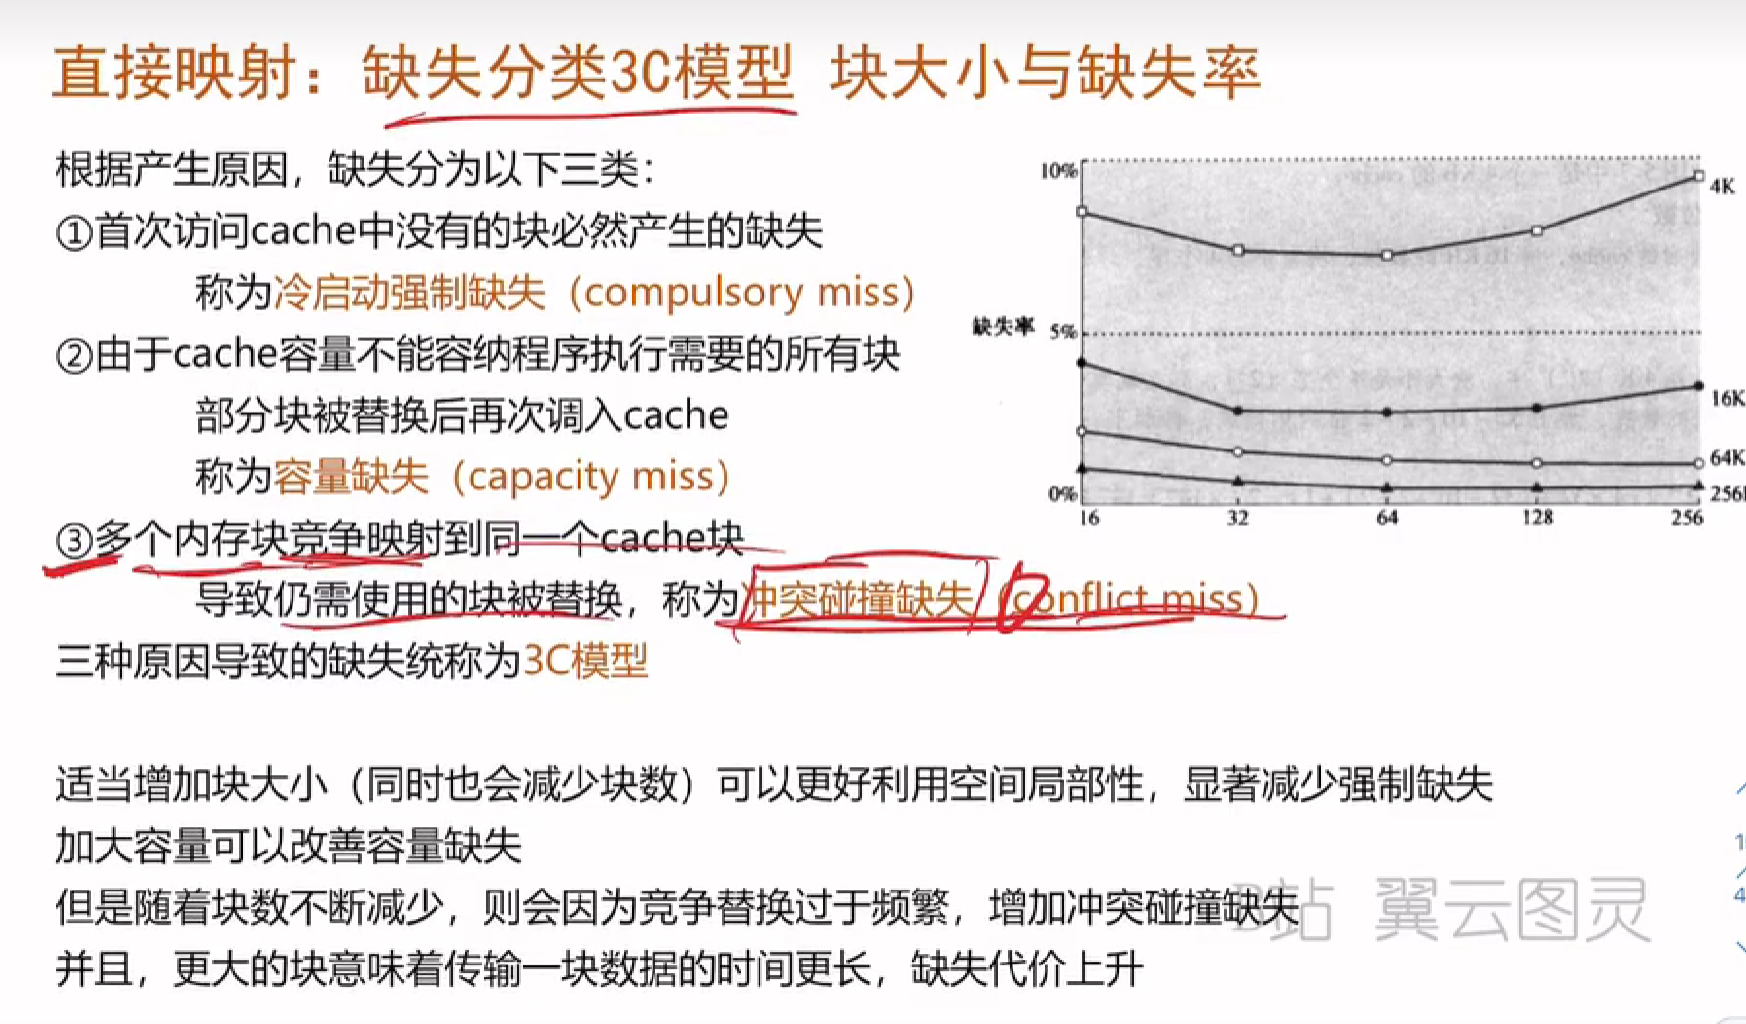 直接映射：缺失分类3C模型 块大小与缺失率
根据产生原因，缺失分为以下三类：
①首次访问cache中没有的块必然产生的缺失
称为冷启动强制缺失（compulsory miss）
②由于cache容量不能容纳程序执行需要的所有块
部分块被替换后再次调入cache
称为容量缺失（capacity miss）
③多个内存块竞争映射到同一个cache块
导致仍需使用的块被替换，称为冲突碰撞缺失（conflict miss）
三种原因导致的缺失统称为3C模型
10%
4K
缺失率 5%
16K
64K
0%
256
16 32 64 128 256
适当增加块大小（同时也会减少块数）可以更好利用空间局部性，显著减少强制缺失
加大容量可以改善容量缺失
但是随着块数不断减少，则会因为竞争替换过于频繁，增加冲突碰撞缺失
并且，更大的块意味着传输一块数据的时间更长，缺失代价上升
B站 翼云图灵